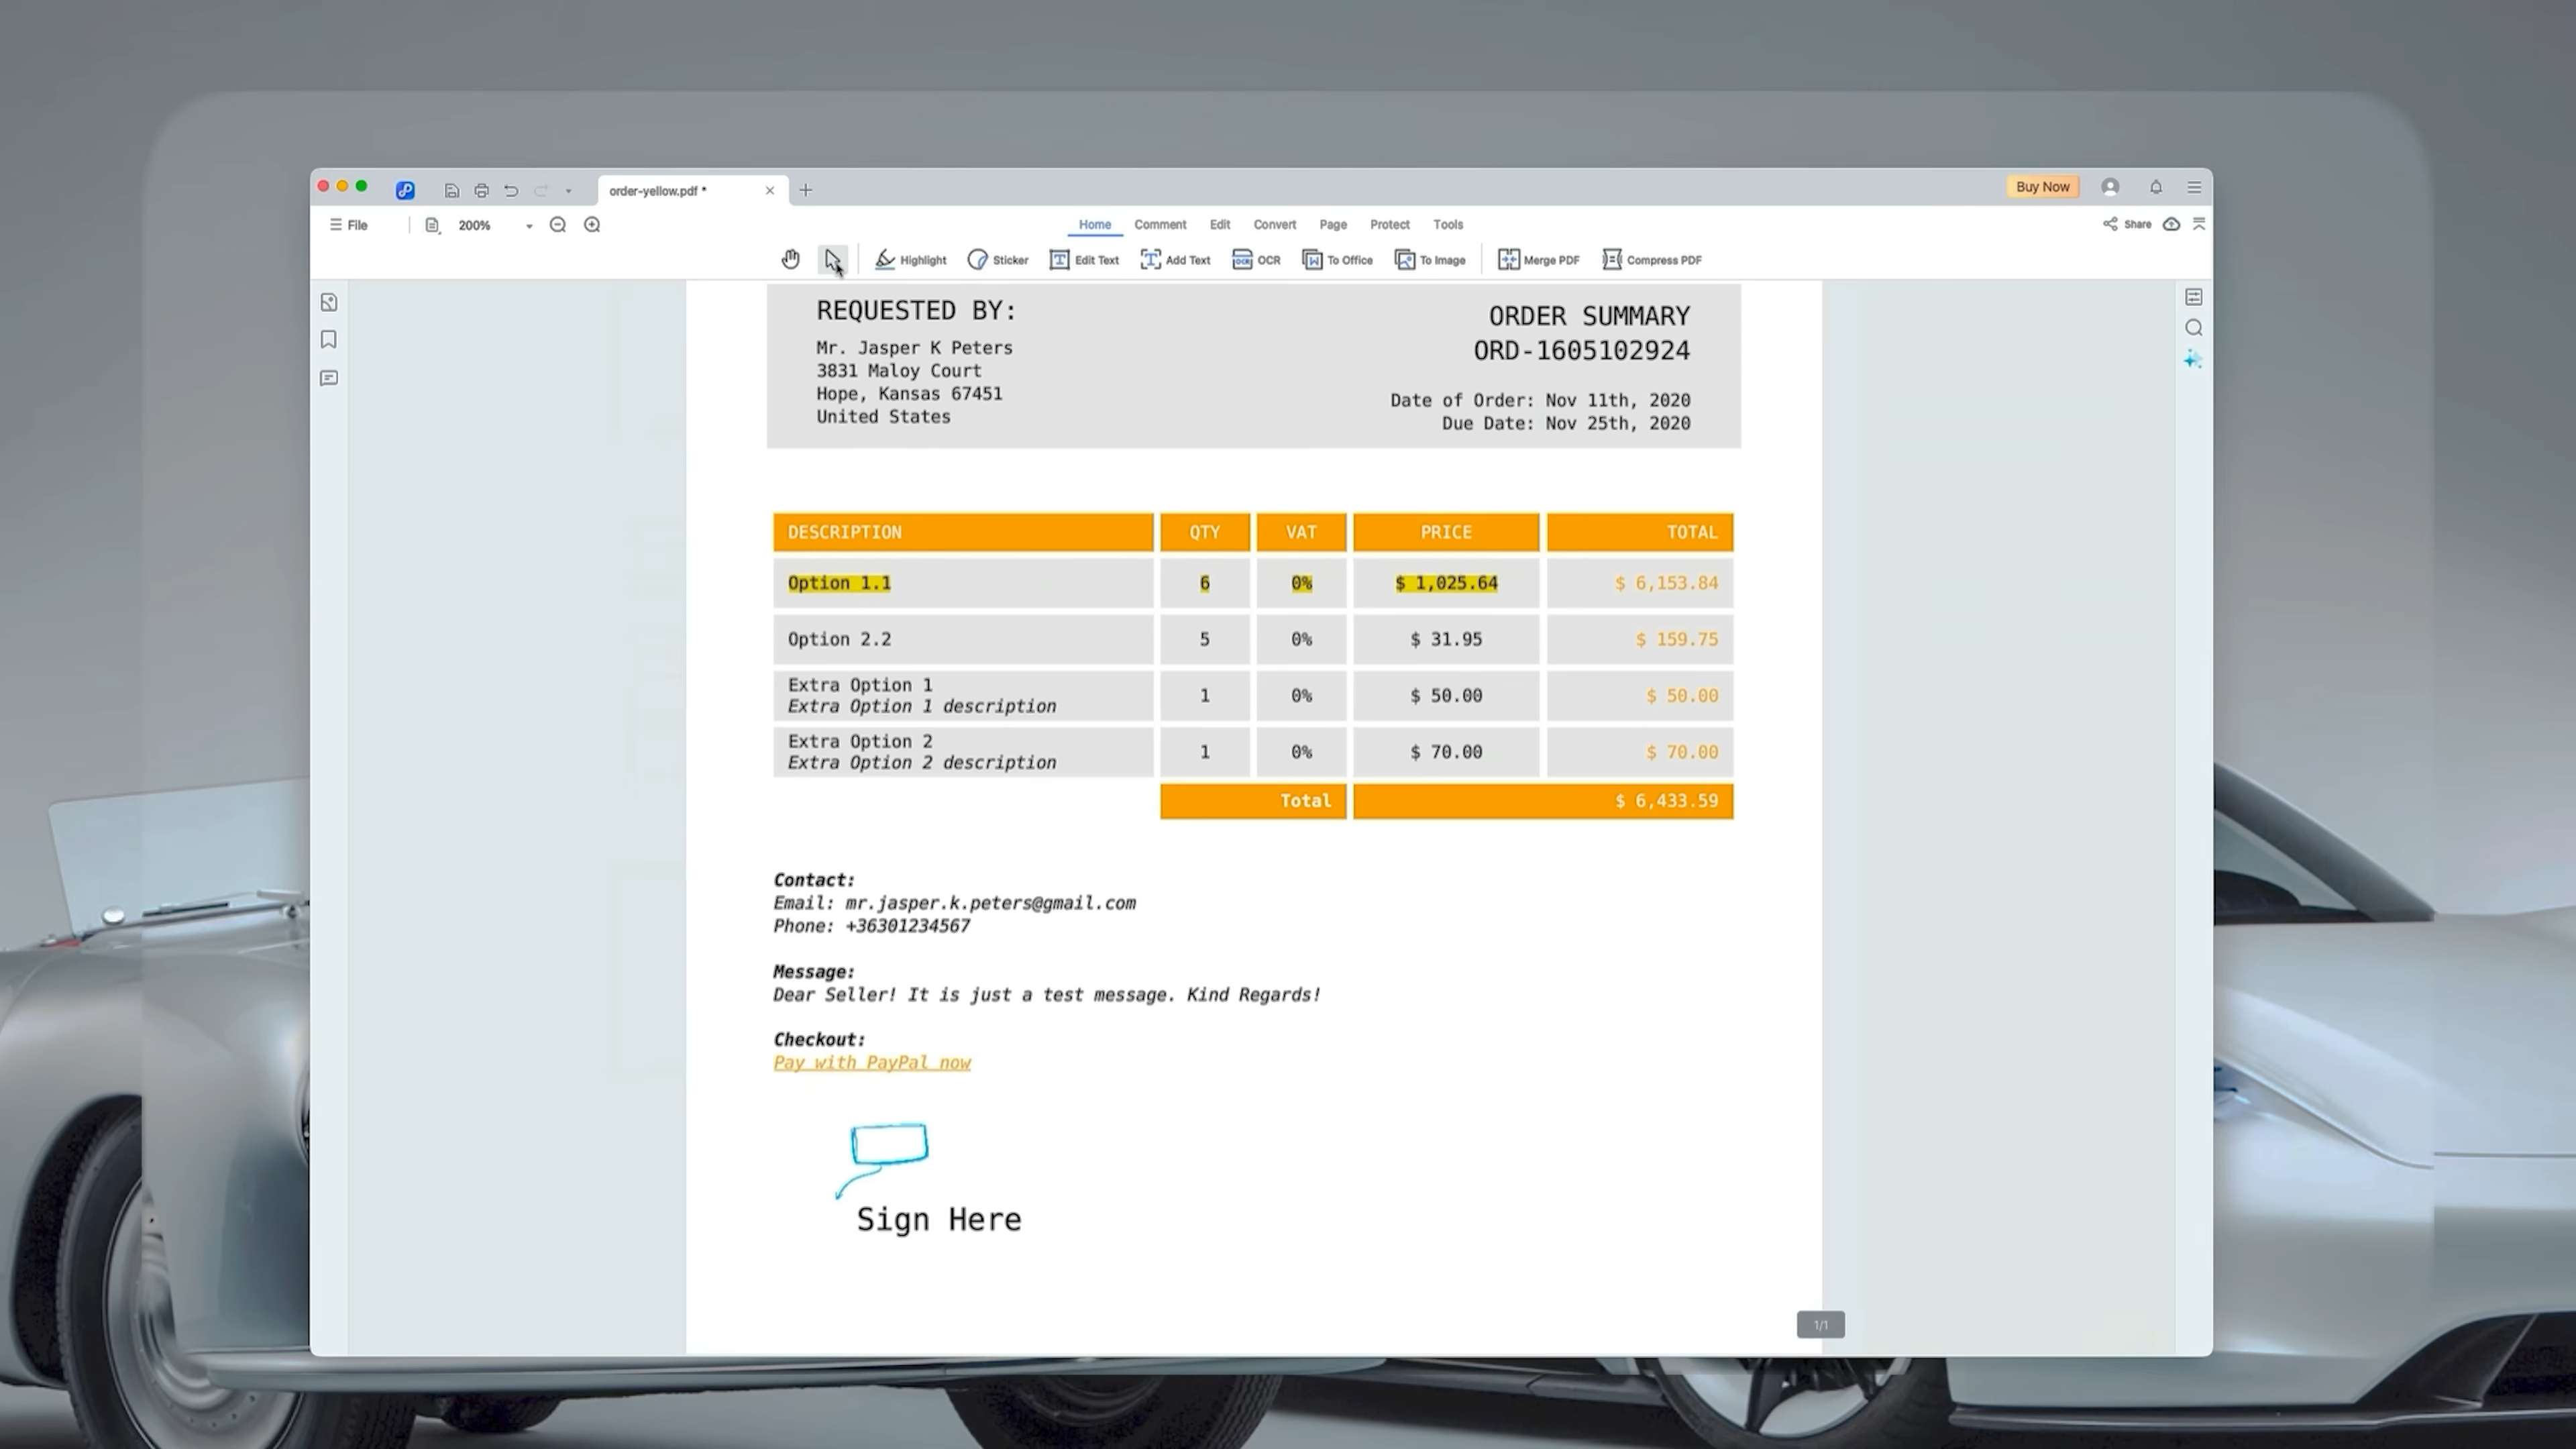 order-yellow.pdf *
Buy Now
File
200%
Home Comment Edit Convert Page Protect Tools
Share
Highlight Sticker Edit Text Add Text OCR To Office To Image Merge PDF Compress PDF
REQUESTED BY:
Mr. Jasper K Peters
3831 Maloy Court
Hope, Kansas 67451
United States
ORDER SUMMARY
ORD-1605102924
Date of Order: Nov 11th, 2020
Due Date: Nov 25th, 2020
DESCRIPTION QTY VAT PRICE TOTAL
Option 1.1 6 0% $ 1,025.64 $ 6,153.84
Option 2.2 5 0% $ 31.95 $ 159.75
Extra Option 1
Extra Option 1 description 1 0% $ 50.00 $ 50.00
Extra Option 2
Extra Option 2 description 1 0% $ 70.00 $ 70.00
Total $ 6,433.59
Contact:
Email: mr.jasper.k.peters@gmail.com
Phone: +36301234567
Message:
Dear Seller! It is just a test message. Kind Regards!
Checkout:
Pay with PayPal now
Sign Here
1/1